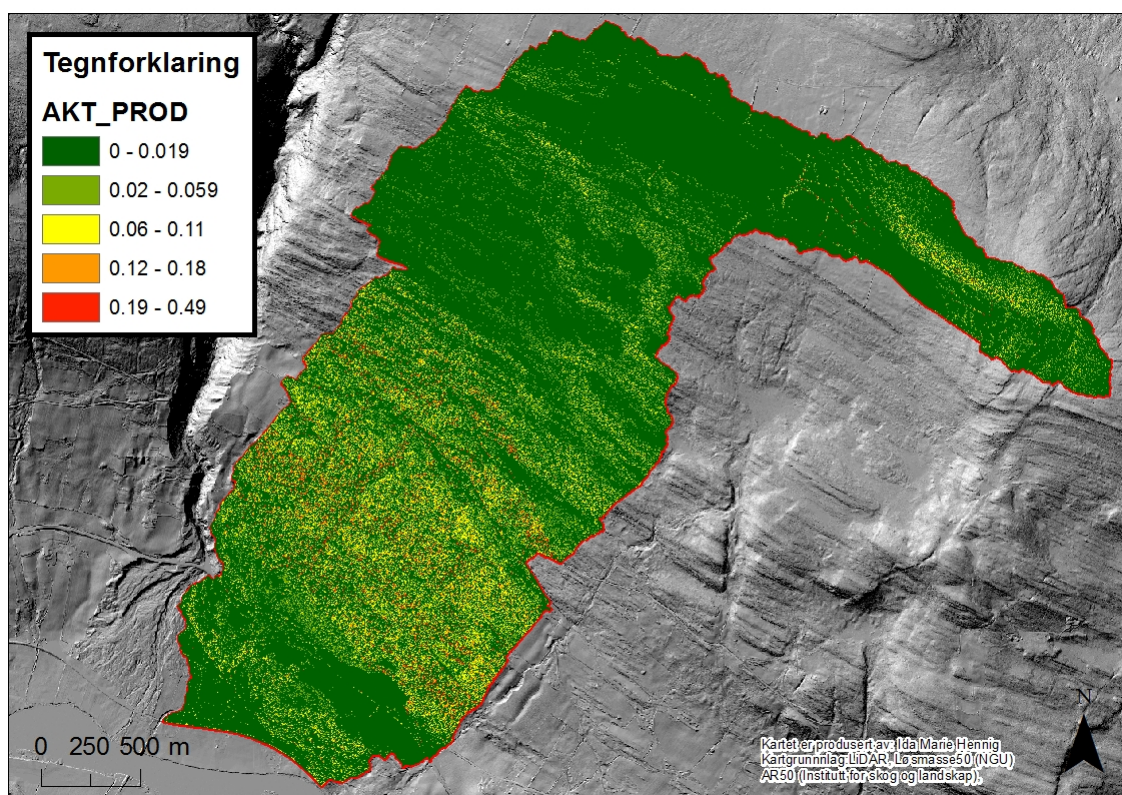 Tegnforklaring
AKT_PROD
0 - 0.019
0.02 - 0.059
0.06 - 0.11
0.12 - 0.18
0.19 - 0.49
0 250 500 m
N
Kartet er produsert av: Ida Marie Hennig
Kartgrunnnlag:LiDAR, Løsmasse50 (NGU)
AR50 (Institutt for skog og landskap),